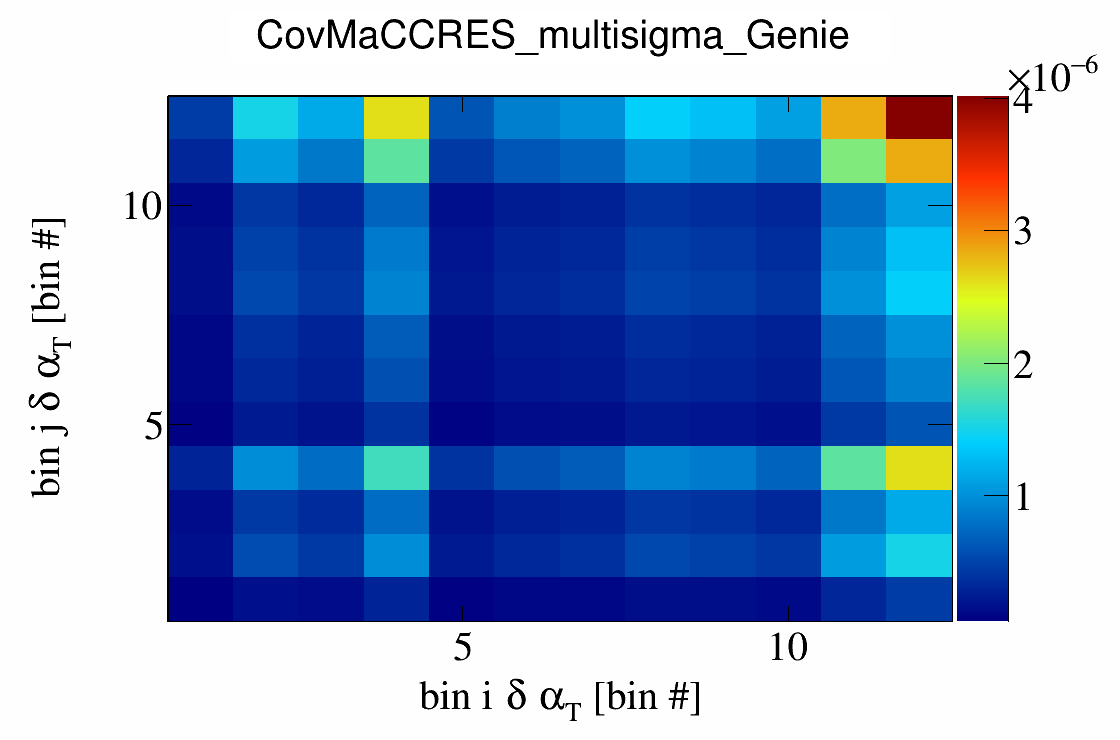 CovMaCCRES_multisigma_Genie
×10⁻⁶
4
3
2
1
10
5
bin j δ α_T [bin #]
5 10
bin i δ α_T [bin #]